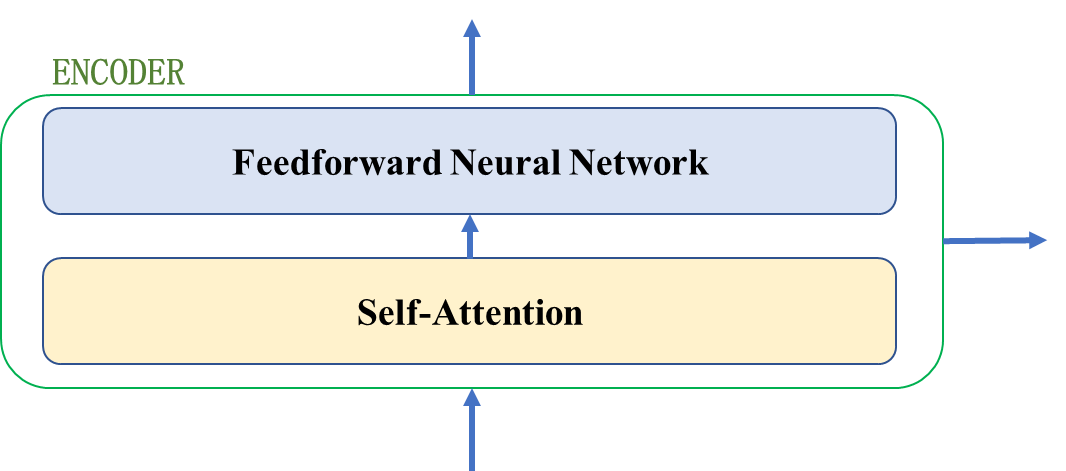 ENCODER
Feedforward Neural Network
Self-Attention